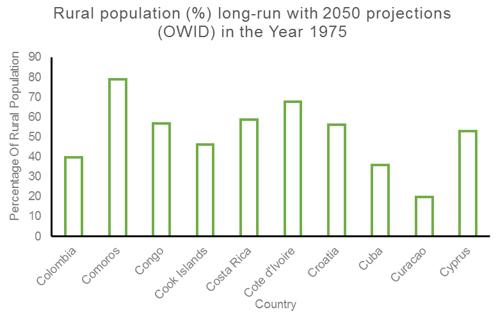 Rural population (%) long-run with 2050 projections
(OWID) in the Year 1975
Percentage Of Rural Population
90
80
70
60
50
40
30
20
10
0
Colombia
Comoros
Congo
Cook Islands
Costa Rica
Cote d'Ivoire
Croatia
Cuba
Curacao
Cyprus
Country